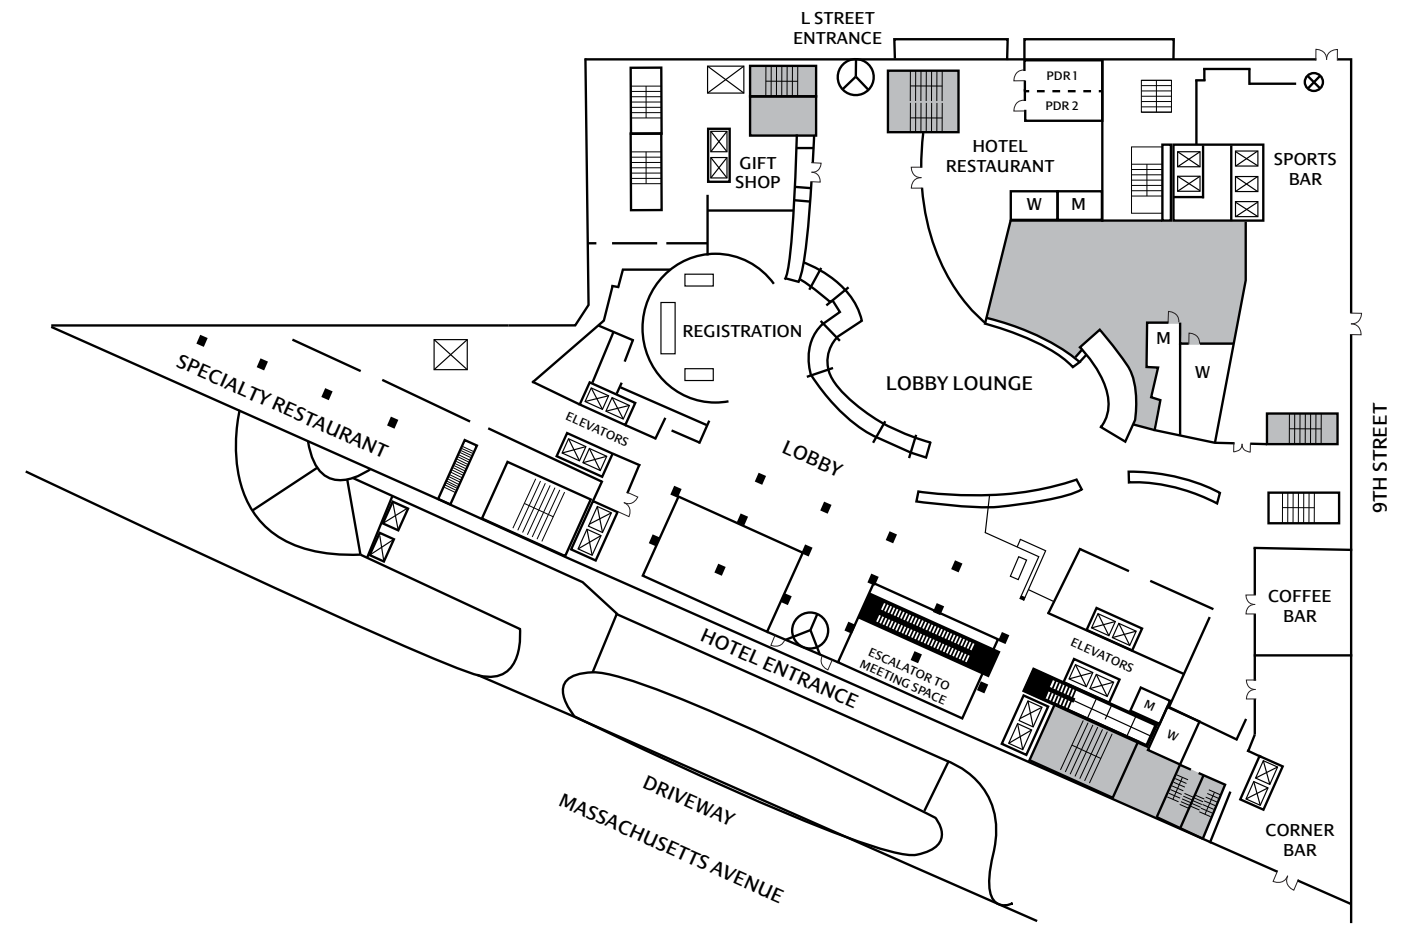 L STREET
ENTRANCE
PDR 1
PDR 2
HOTEL
RESTAURANT
GIFT
SHOP
SPORTS
BAR
W
M
REGISTRATION
M
W
LOBBY LOUNGE
SPECIALTY RESTAURANT
ELEVATORS
LOBBY
9TH STREET
COFFEE
BAR
HOTEL ENTRANCE
ESCALATOR TO
MEETING SPACE
ELEVATORS
M
W
DRIVEWAY
MASSACHUSETTS AVENUE
CORNER
BAR